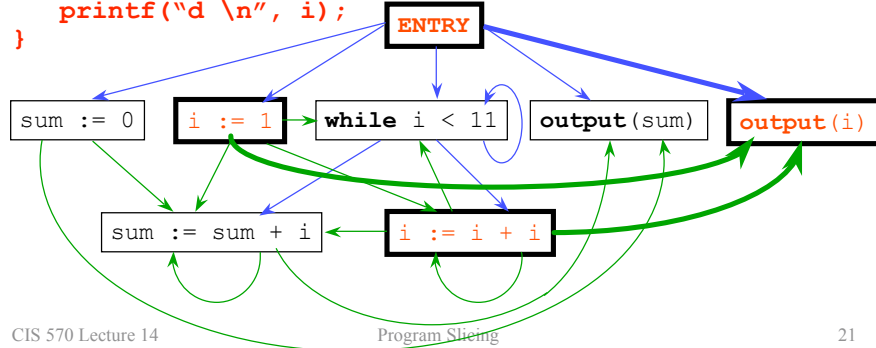 printf(“d \n”, i);
}
ENTRY
sum := 0
i := 1
while i < 11
output(sum)
output(i)
sum := sum + i
i := i + i
CIS 570 Lecture 14
Program Slicing
21